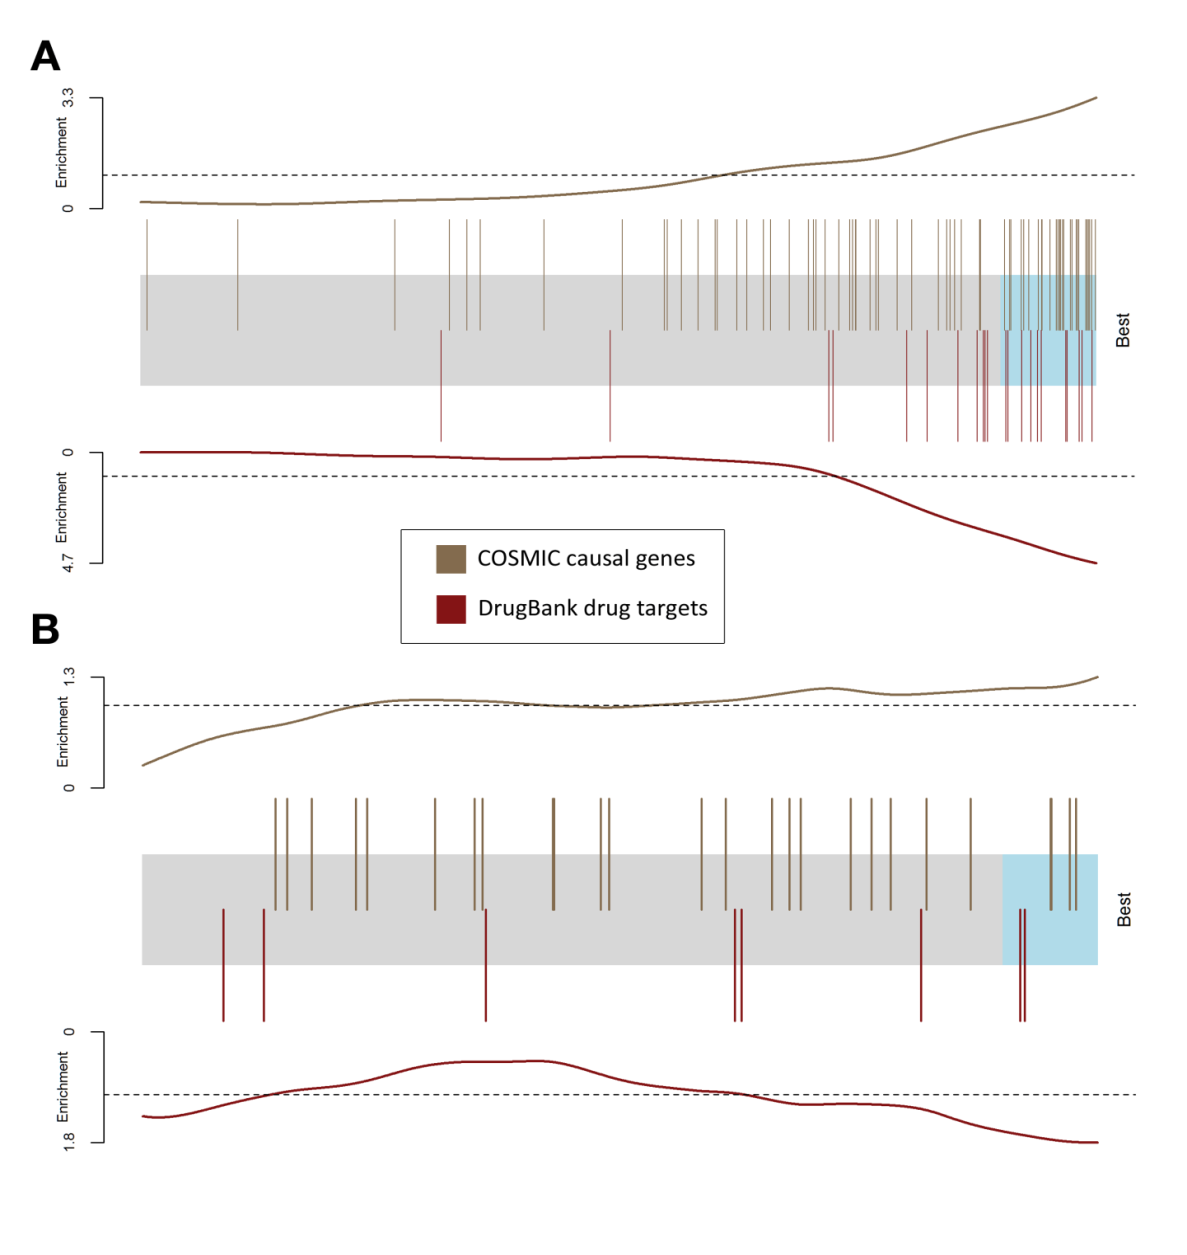 A
3.3
Enrichment
0
Best
0
Enrichment
4.7
COSMIC causal genes
DrugBank drug targets
B
1.3
Enrichment
0
Best
0
Enrichment
1.8